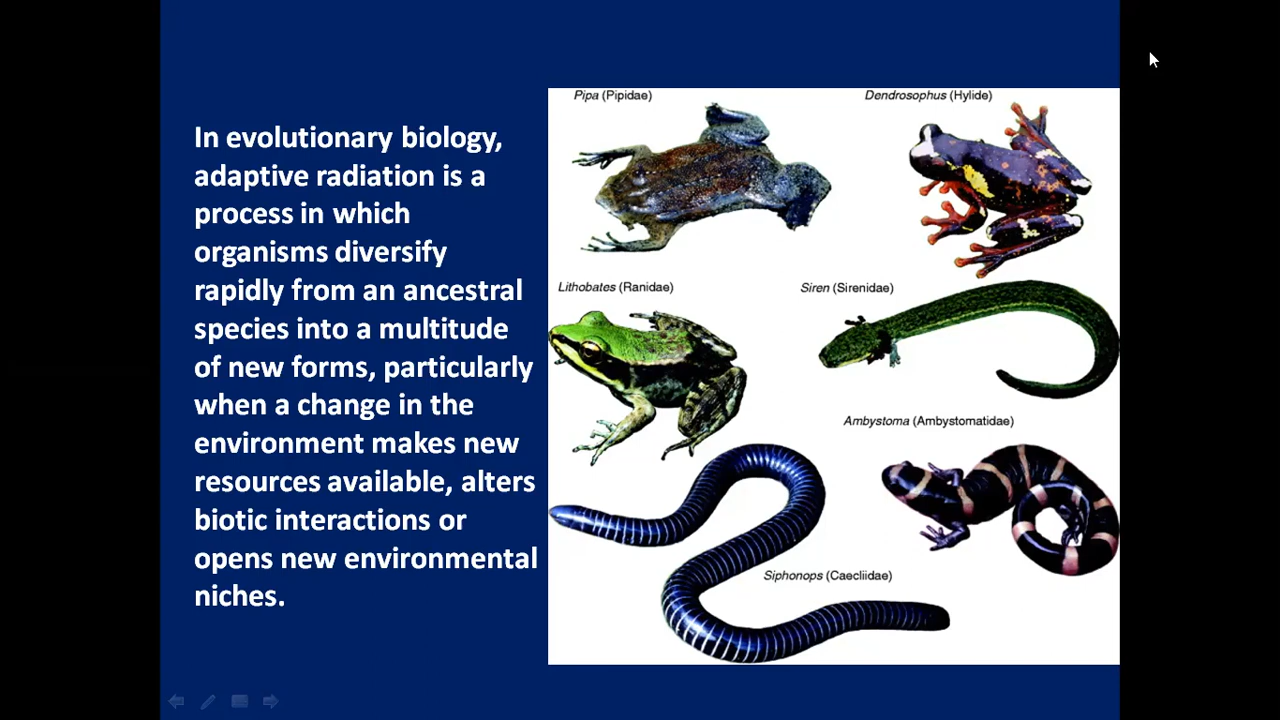 In evolutionary biology,
adaptive radiation is a
process in which
organisms diversify
rapidly from an ancestral
species into a multitude
of new forms, particularly
when a change in the
environment makes new
resources available, alters
biotic interactions or
opens new environmental
niches.
Pipa (Pipidae)
Dendrosophus (Hylide)
Lithobates (Ranidae)
Siren (Sirenidae)
Ambystoma (Ambystomatidae)
Siphonops (Caecliidae)